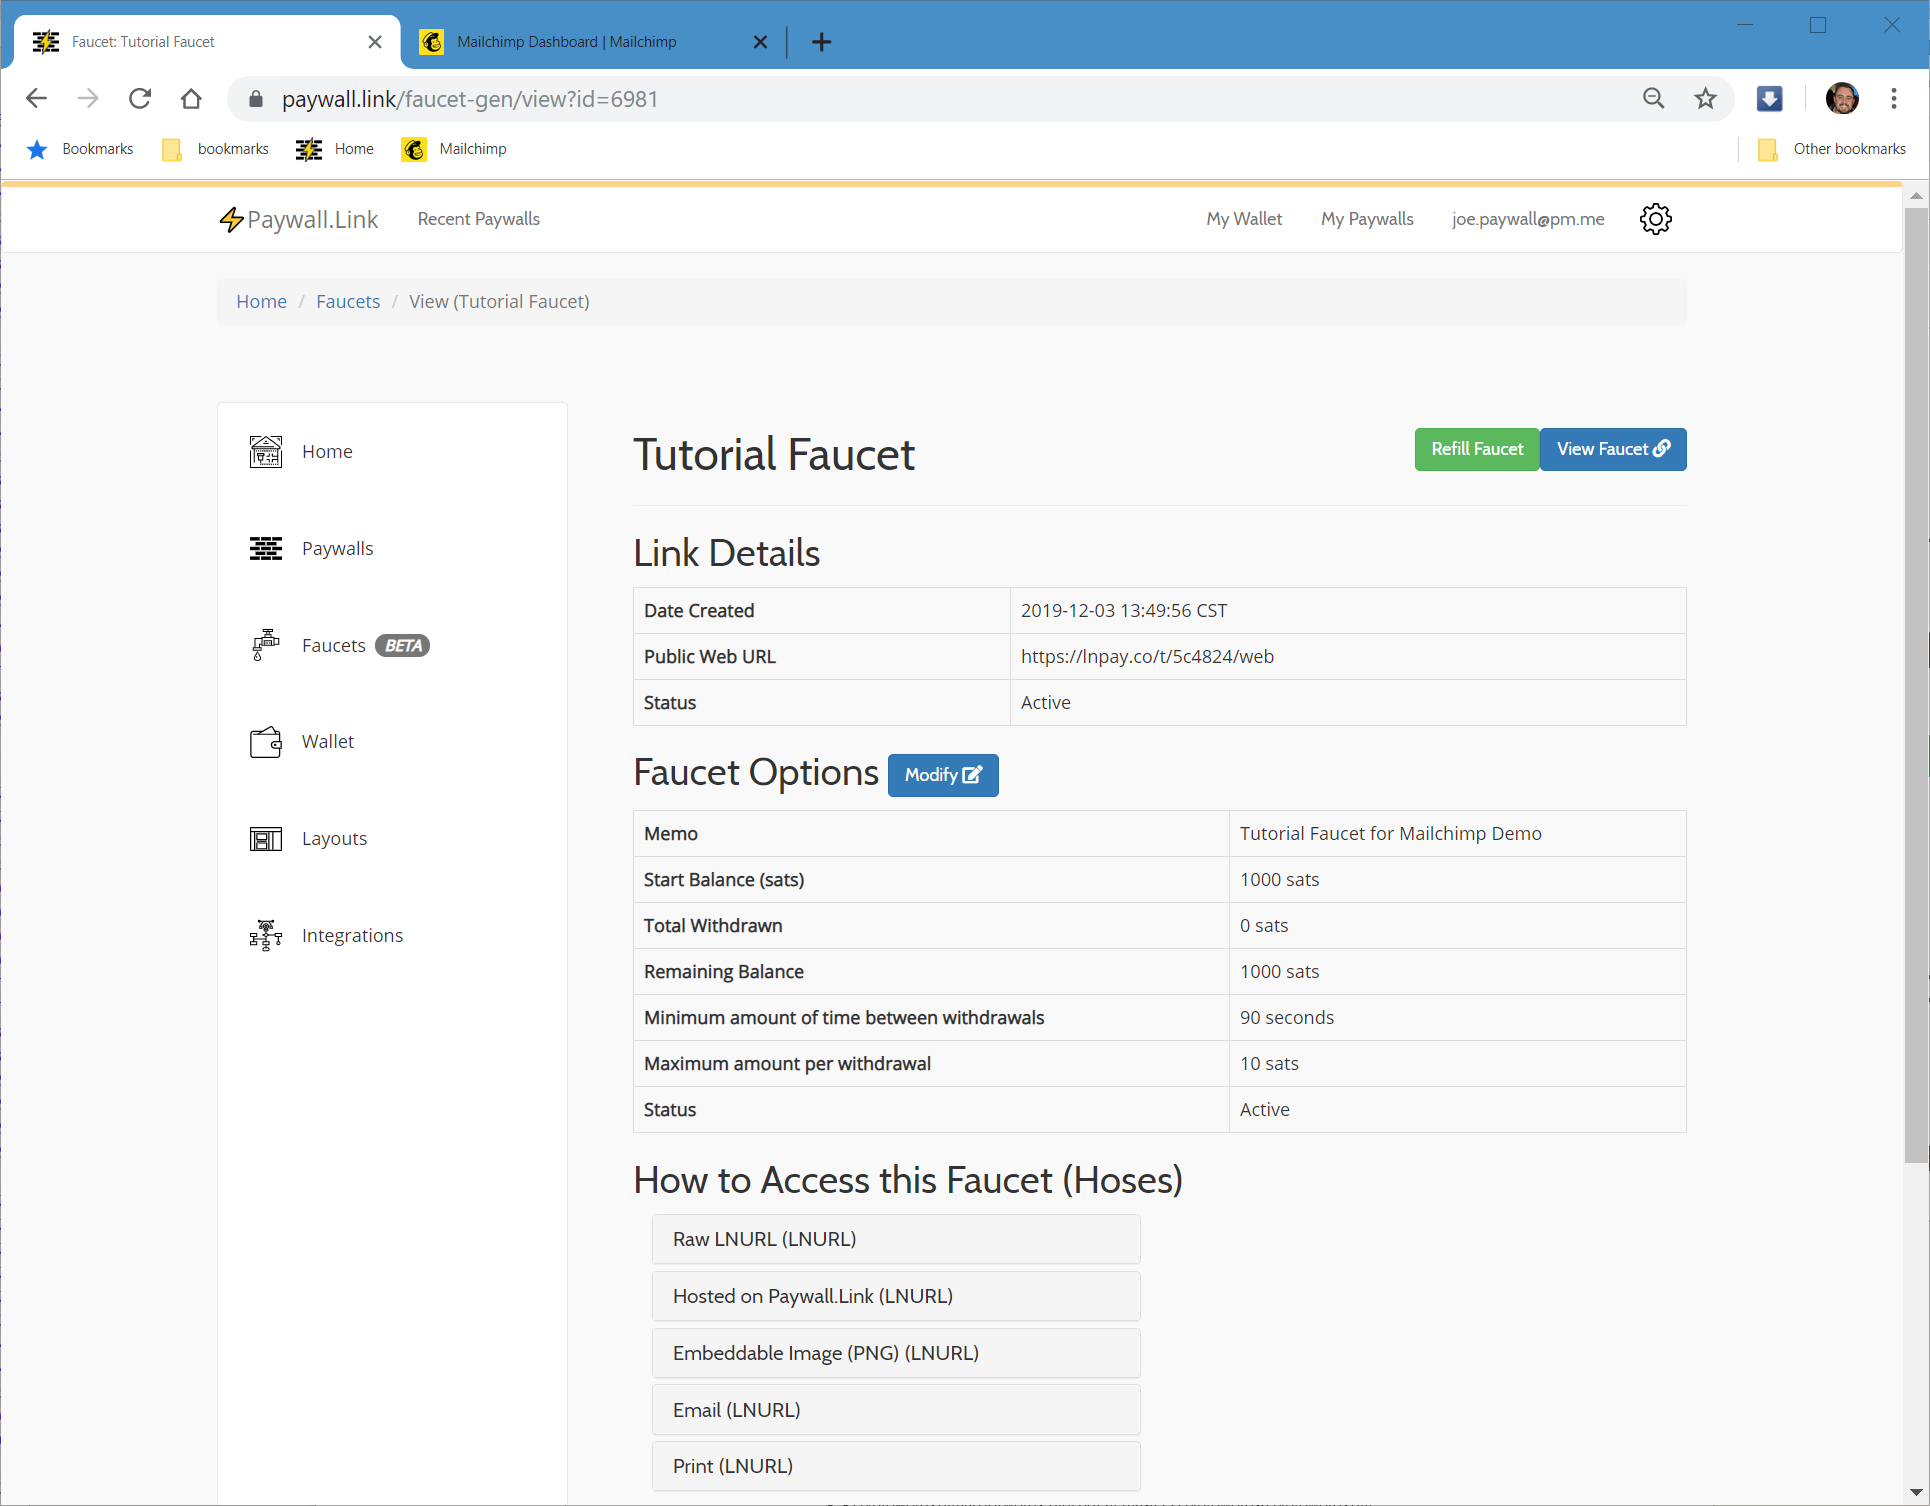 Faucet: Tutorial Faucet
Mailchimp Dashboard | Mailchimp
paywall.link/faucet-gen/view?id=6981
Bookmarks bookmarks Home Mailchimp Other bookmarks
Paywall.Link Recent Paywalls My Wallet My Paywalls joe.paywall@pm.me
Home / Faucets / View (Tutorial Faucet)
Home
Paywalls
Faucets BETA
Wallet
Layouts
Integrations
Tutorial Faucet
Refill Faucet View Faucet
Link Details
Date Created 2019-12-03 13:49:56 CST
Public Web URL https://lnpay.co/t/5c4824/web
Status Active
Faucet Options Modify
Memo Tutorial Faucet for Mailchimp Demo
Start Balance (sats) 1000 sats
Total Withdrawn 0 sats
Remaining Balance 1000 sats
Minimum amount of time between withdrawals 90 seconds
Maximum amount per withdrawal 10 sats
Status Active
How to Access this Faucet (Hoses)
Raw LNURL (LNURL)
Hosted on Paywall.Link (LNURL)
Embeddable Image (PNG) (LNURL)
Email (LNURL)
Print (LNURL)